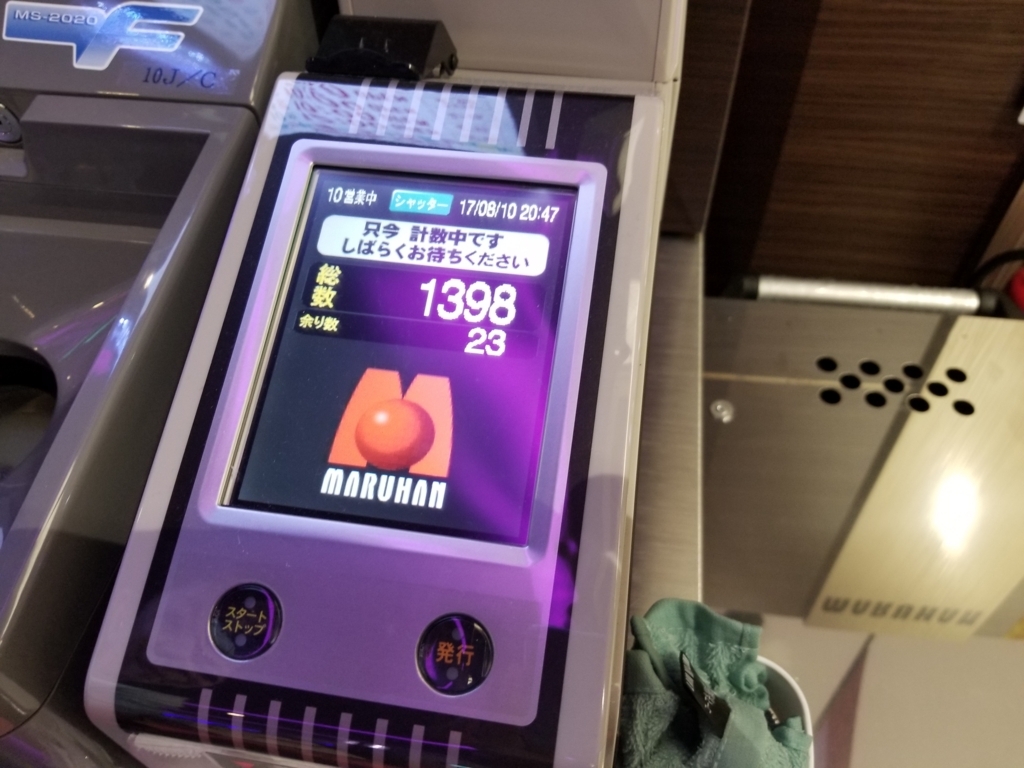 MS-2020
10J/C
10営業中 シャッター 17/08/10 20:47
只今 計数中です
しばらくお待ちください
総数 1398
余り数 23
MARUHAN
スタート
ストップ
発行
MARUHAN